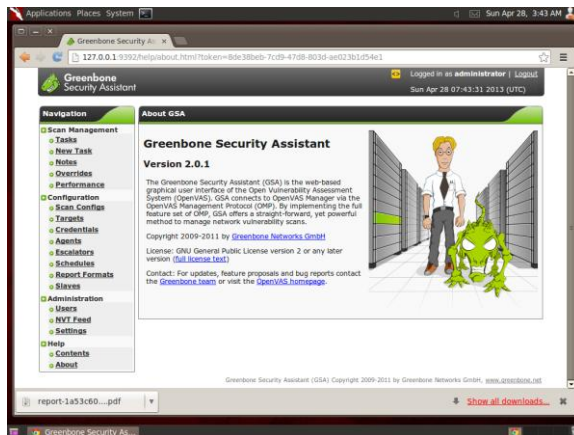 Applications Places System
Sun Apr 28, 3:43 AM
Greenbone Security As
127.0.0.1:9392/help/about.html?token=8de38beb-7cd9-47d8-803d-ae023b1d54e1
Greenbone
Security Assistant
Logged in as administrator | Logout
Sun Apr 28 07:43:31 2013 (UTC)
Navigation
Scan Management
Tasks
New Task
Notes
Overrides
Performance
Configuration
Scan Configs
Targets
Credentials
Agents
Escalators
Schedules
Report Formats
Slaves
Administration
Users
NVT Feed
Settings
Help
Contents
About
About GSA
Greenbone Security Assistant
Version 2.0.1
The Greenbone Security Assistant (GSA) is the web-based
graphical user interface of the Open Vulnerability Assessment
System (OpenVAS). GSA connects to OpenVAS Manager via the
OpenVAS Management Protocol (OMP). By implementing the full
feature set of OMP, GSA offers a straight-forward, yet powerful
method to manage network vulnerability scans.
Copyright 2009-2011 by Greenbone Networks GmbH
License: GNU General Public License version 2 or any later
version (full license text)
Contact: For updates, feature proposals and bug reports contact
the Greenbone team or visit the OpenVAS homepage.
Greenbone Security Assistant (GSA) Copyright 2009-2011 by Greenbone Networks GmbH, www.greenbone.net
report-1a53c60....pdf
Show all downloads...
Greenbone Security As...